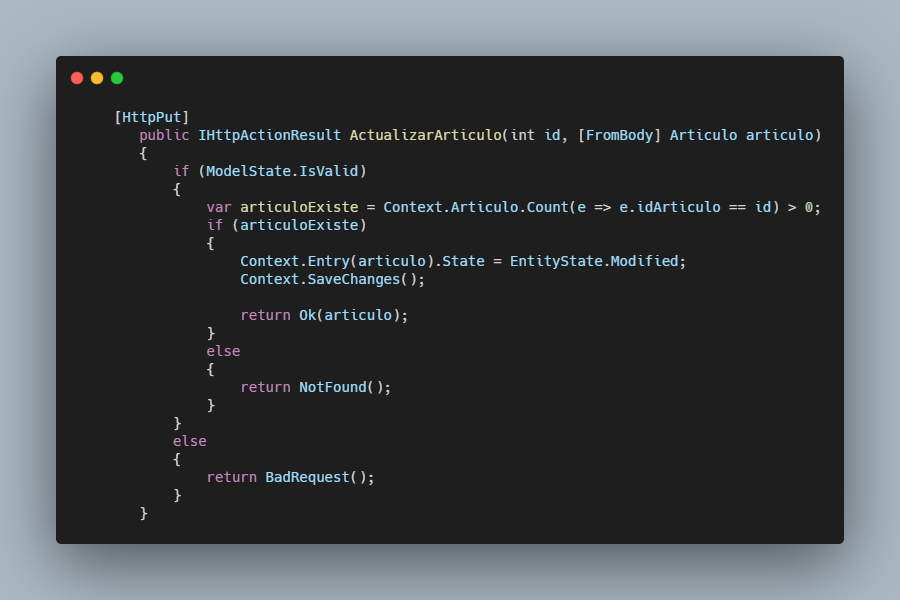 [HttpPut]
public IHttpActionResult ActualizarArticulo(int id, [FromBody] Articulo articulo)
{
if (ModelState.IsValid)
{
var articuloExiste = Context.Articulo.Count(e => e.idArticulo == id) > 0;
if (articuloExiste)
{
Context.Entry(articulo).State = EntityState.Modified;
Context.SaveChanges();
return Ok(articulo);
}
else
{
return NotFound();
}
}
else
{
return BadRequest();
}
}